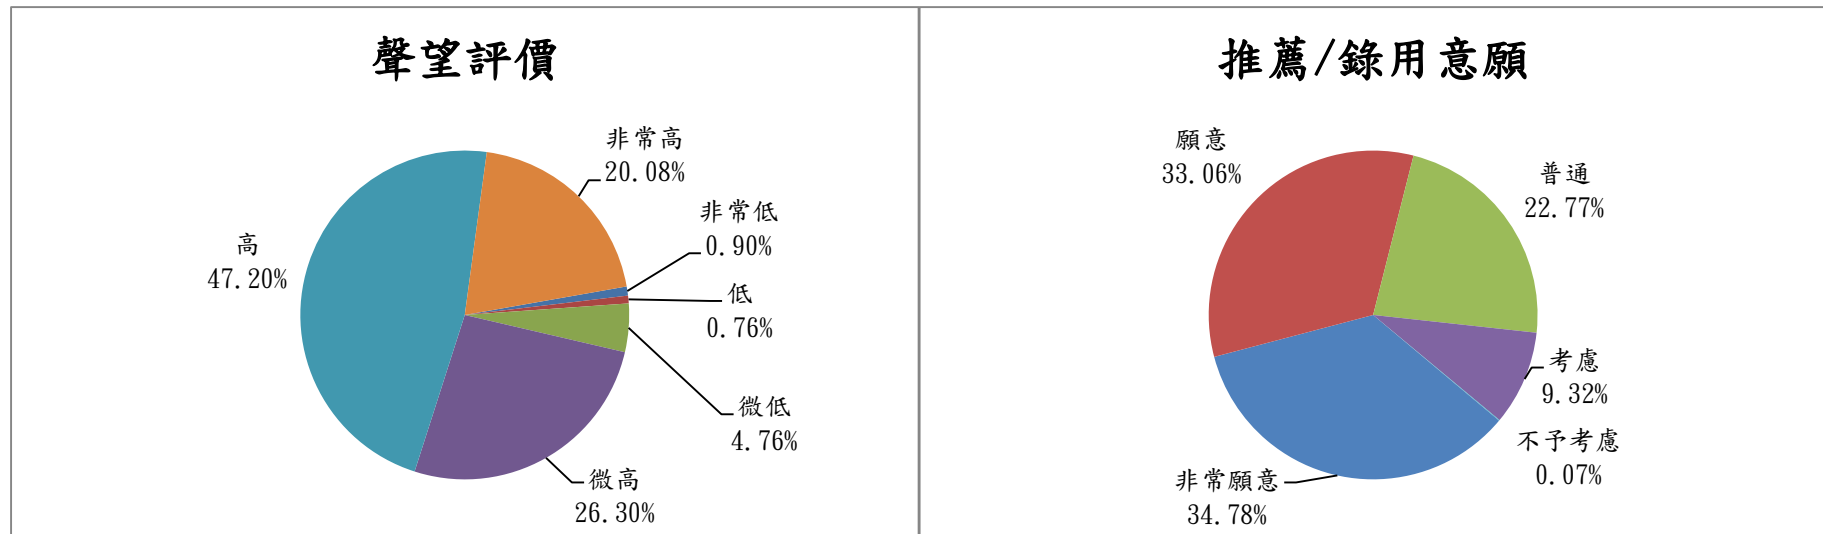 聲望評價
非常高
20.08%
非常低
0.90%
高
47.20%
低
0.76%
微低
4.76%
微高
26.30%
推薦/錄用意願
願意
33.06%
普通
22.77%
考慮
9.32%
不予考慮
0.07%
非常願意
34.78%